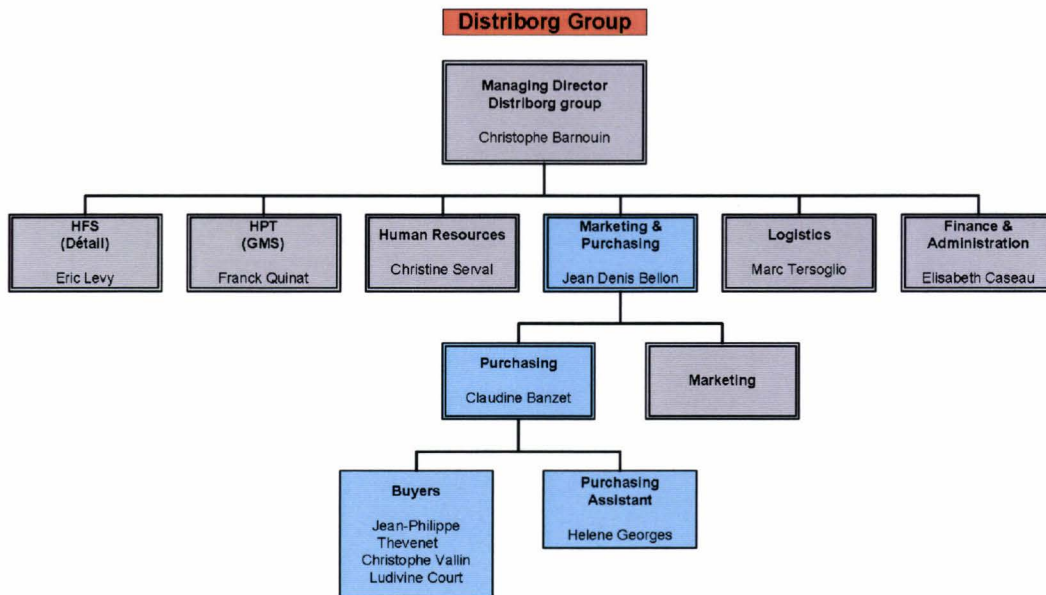 Distriborg Group
Managing Director
Distriborg group
Christophe Barnouin
HFS
(Détail)
Eric Levy
HPT
(GMS)
Franck Quinat
Human Resources
Christine Serval
Marketing &
Purchasing
Jean Denis Bellon
Logistics
Marc Tersoglio
Finance &
Administration
Elisabeth Caseau
Purchasing
Claudine Banzet
Marketing
Buyers
Jean-Philippe
Thevenet
Christophe Vallin
Ludivine Court
Purchasing
Assistant
Helene Georges